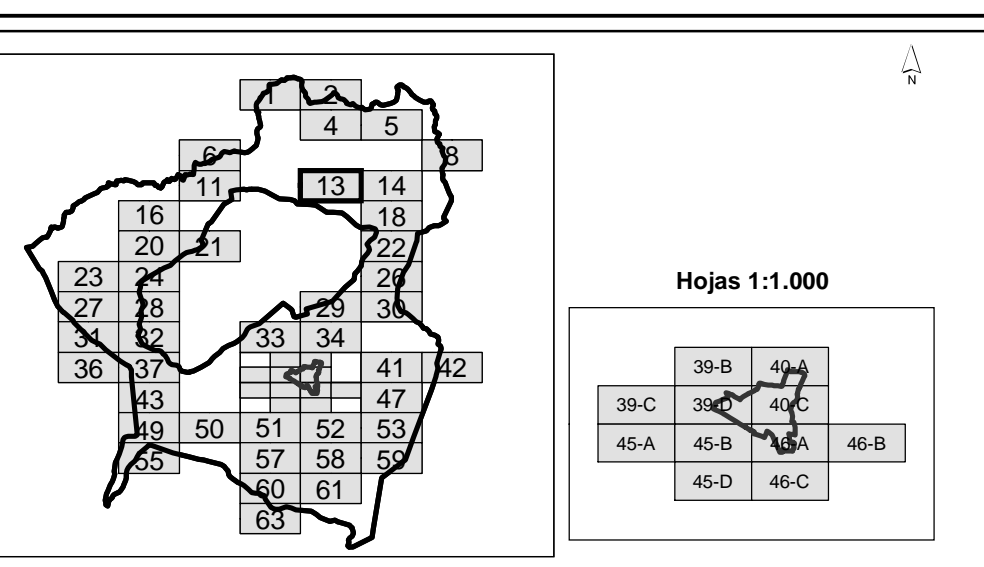 N
1 2
4 5
6 8
11 13 14
16 18
20 21 22
23 24 26
27 28 29 30
31 32 33 34
36 37 41 42
43 47
49 50 51 52 53
55 57 58 59
60 61
63
Hojas 1:1.000
39-B 40-A
39-C 39-D 40-C
45-A 45-B 46-A 46-B
45-D 46-C